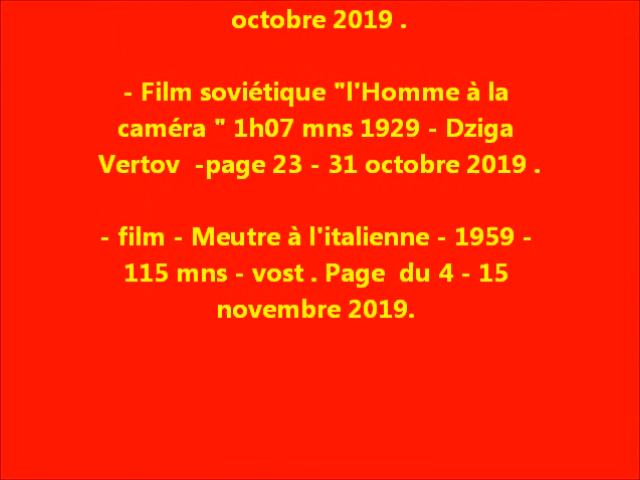 octobre 2019 .
- Film soviétique "l'Homme à la
caméra " 1h07 mns 1929 - Dziga
Vertov  -page 23 - 31 octobre 2019 .
- film - Meutre à l'italienne - 1959 -
115 mns - vost . Page  du 4 - 15
novembre 2019.